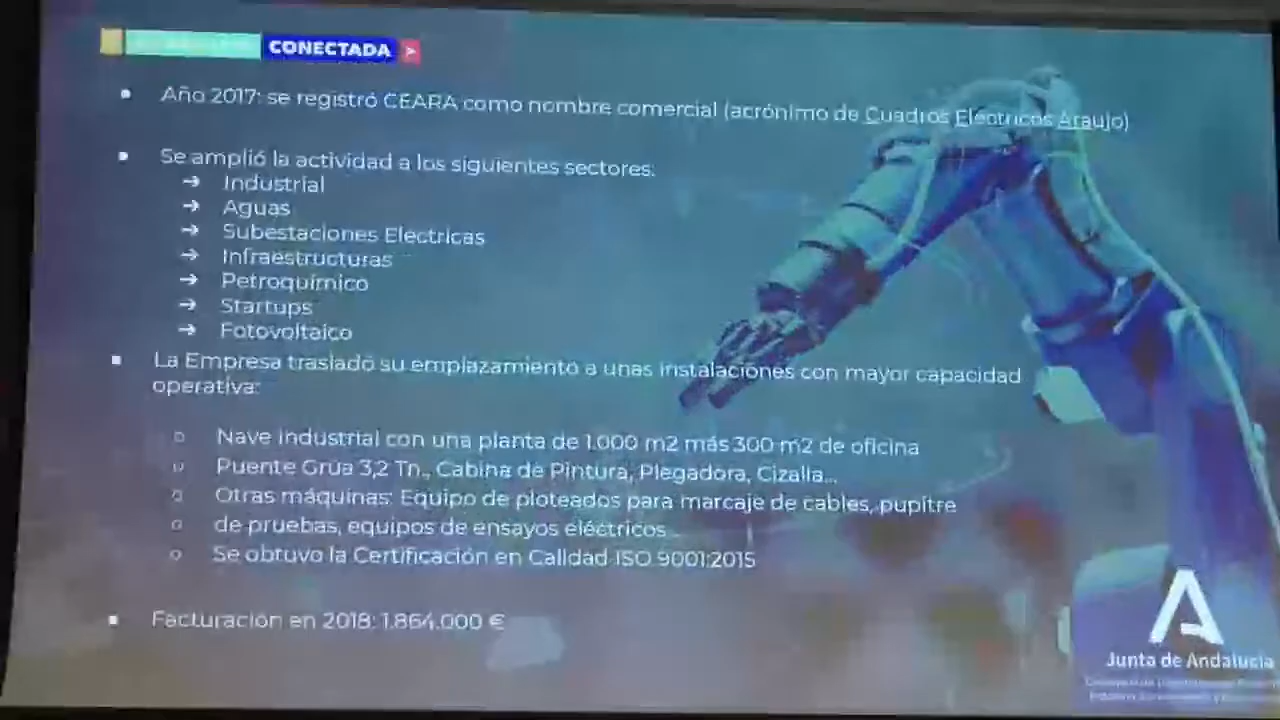 CONECTADA >
• Año 2017: se registró CEARA como nombre comercial (acrónimo de Cuadros Eléctricos Araujo)
• Se amplió la actividad a los siguientes sectores:
➔ Industrial
➔ Aguas
➔ Subestaciones Eléctricas
➔ Infraestructuras
➔ Petroquímico
➔ Startups
➔ Fotovoltaico
▪ La Empresa trasladó su emplazamiento a unas instalaciones con mayor capacidad
operativa:
○ Nave industrial con una planta de 1.000 m2 más 300 m2 de oficina
○ Puente Grúa 3,2 Tn., Cabina de Pintura, Plegadora, Cizalla...
○ Otras máquinas: Equipo de ploteados para marcaje de cables, pupitre
○ de pruebas, equipos de ensayos eléctricos...
○ Se obtuvo la Certificación en Calidad ISO 9001:2015
▪ Facturación en 2018: 1.864.000 €
Junta de Andalucía